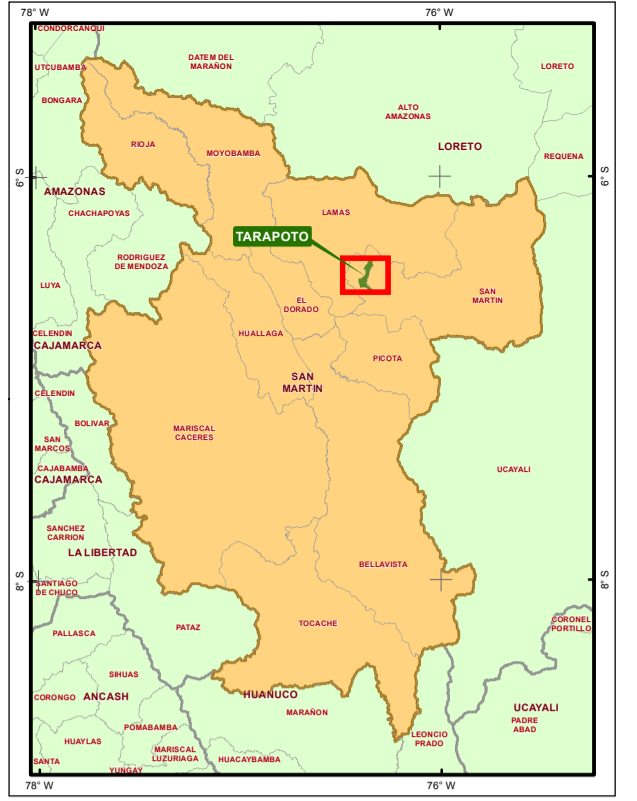 78° W
76° W
CONDORCANQUI
DATEM DEL
MARAÑON
UTCUBAMBA
LORETO
BONGARA
ALTO
AMAZONAS
RIOJA
LORETO
MOYOBAMBA
REQUENA
6° S
6° S
AMAZONAS
CHACHAPOYAS
LAMAS
TARAPOTO
RODRIGUEZ
DE MENDOZA
LUYA
SAN
MARTIN
EL
DORADO
CELENDIN
HUALLAGA
CAJAMARCA
PICOTA
SAN
MARTIN
CELENDIN
BOLIVAR
MARISCAL
CACERES
SAN
MARCOS
CAJABAMBA
UCAYALI
CAJAMARCA
SANCHEZ
CARRION
LA LIBERTAD
BELLAVISTA
8° S
8° S
SANTIAGO
DE CHUCO
CORONEL
PORTILLO
TOCACHE
PATAZ
PALLASCA
SIHUAS
CORONGO
ANCASH
HUANUCO
MARAÑON
UCAYALI
PADRE
ABAD
POMABAMBA
LEONCIO
PRADO
HUAYLAS
MARISCAL
LUZURIAGA
HUACAYBAMBA
SANTA
YUNGAY
78° W
76° W